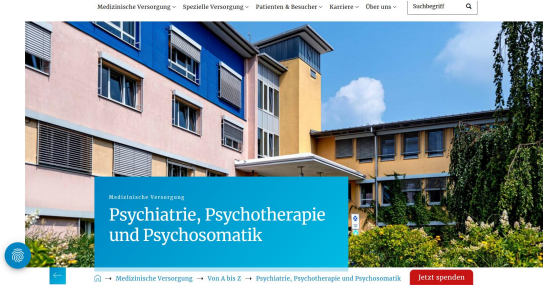 Medizinische Versorgung Spezielle Versorgung Patienten & Besucher Karriere Über uns Suchbegriff
Medizinische Versorgung
Psychiatrie, Psychotherapie
und Psychosomatik
← → Medizinische Versorgung → Von A bis Z → Psychiatrie, Psychotherapie und Psychosomatik Jetzt spenden